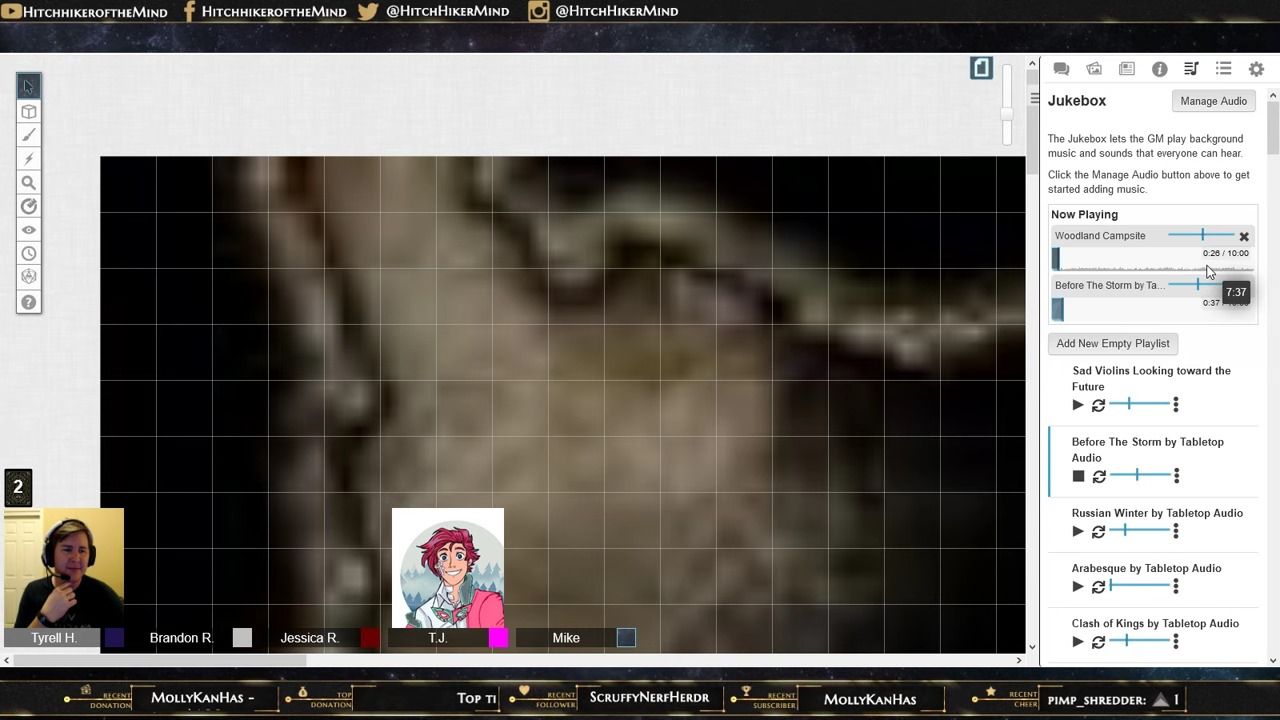 HitchhikeroftheMind HitchhikeroftheMind @HitchHikerMind @HitchHikerMind
Jukebox
Manage Audio
The Jukebox lets the GM play background
music and sounds that everyone can hear.
Click the Manage Audio button above to get
started adding music.
Now Playing
Woodland Campsite
0:26 / 10:00
Before The Storm by Ta...
7:37
0:37
Add New Empty Playlist
Sad Violins Looking toward the
Future
Before The Storm by Tabletop
Audio
Russian Winter by Tabletop Audio
Arabesque by Tabletop Audio
Clash of Kings by Tabletop Audio
2
Tyrell H. Brandon R. Jessica R. T.J. Mike
Recent Donation MollyKanHas - Top Donation Top Ti Recent Follower ScruffyNerfHerdr Recent Subscriber MollyKanHas Recent Cheer pimp_shredder: 1